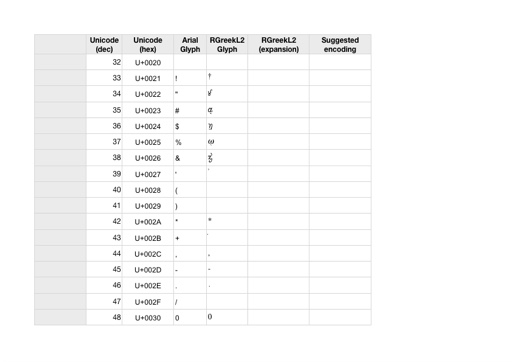 Unicode (dec) Unicode (hex) Arial Glyph RGreekL2 Glyph RGreekL2 (expansion) Suggested encoding
32 U+0020
33 U+0021 ! †
34 U+0022 "
35 U+0023 #
36 U+0024 $
37 U+0025 %
38 U+0026 &
39 U+0027 '
40 U+0028 (
41 U+0029 )
42 U+002A * *
43 U+002B +
44 U+002C , ,
45 U+002D - -
46 U+002E . .
47 U+002F /
48 U+0030 0 0